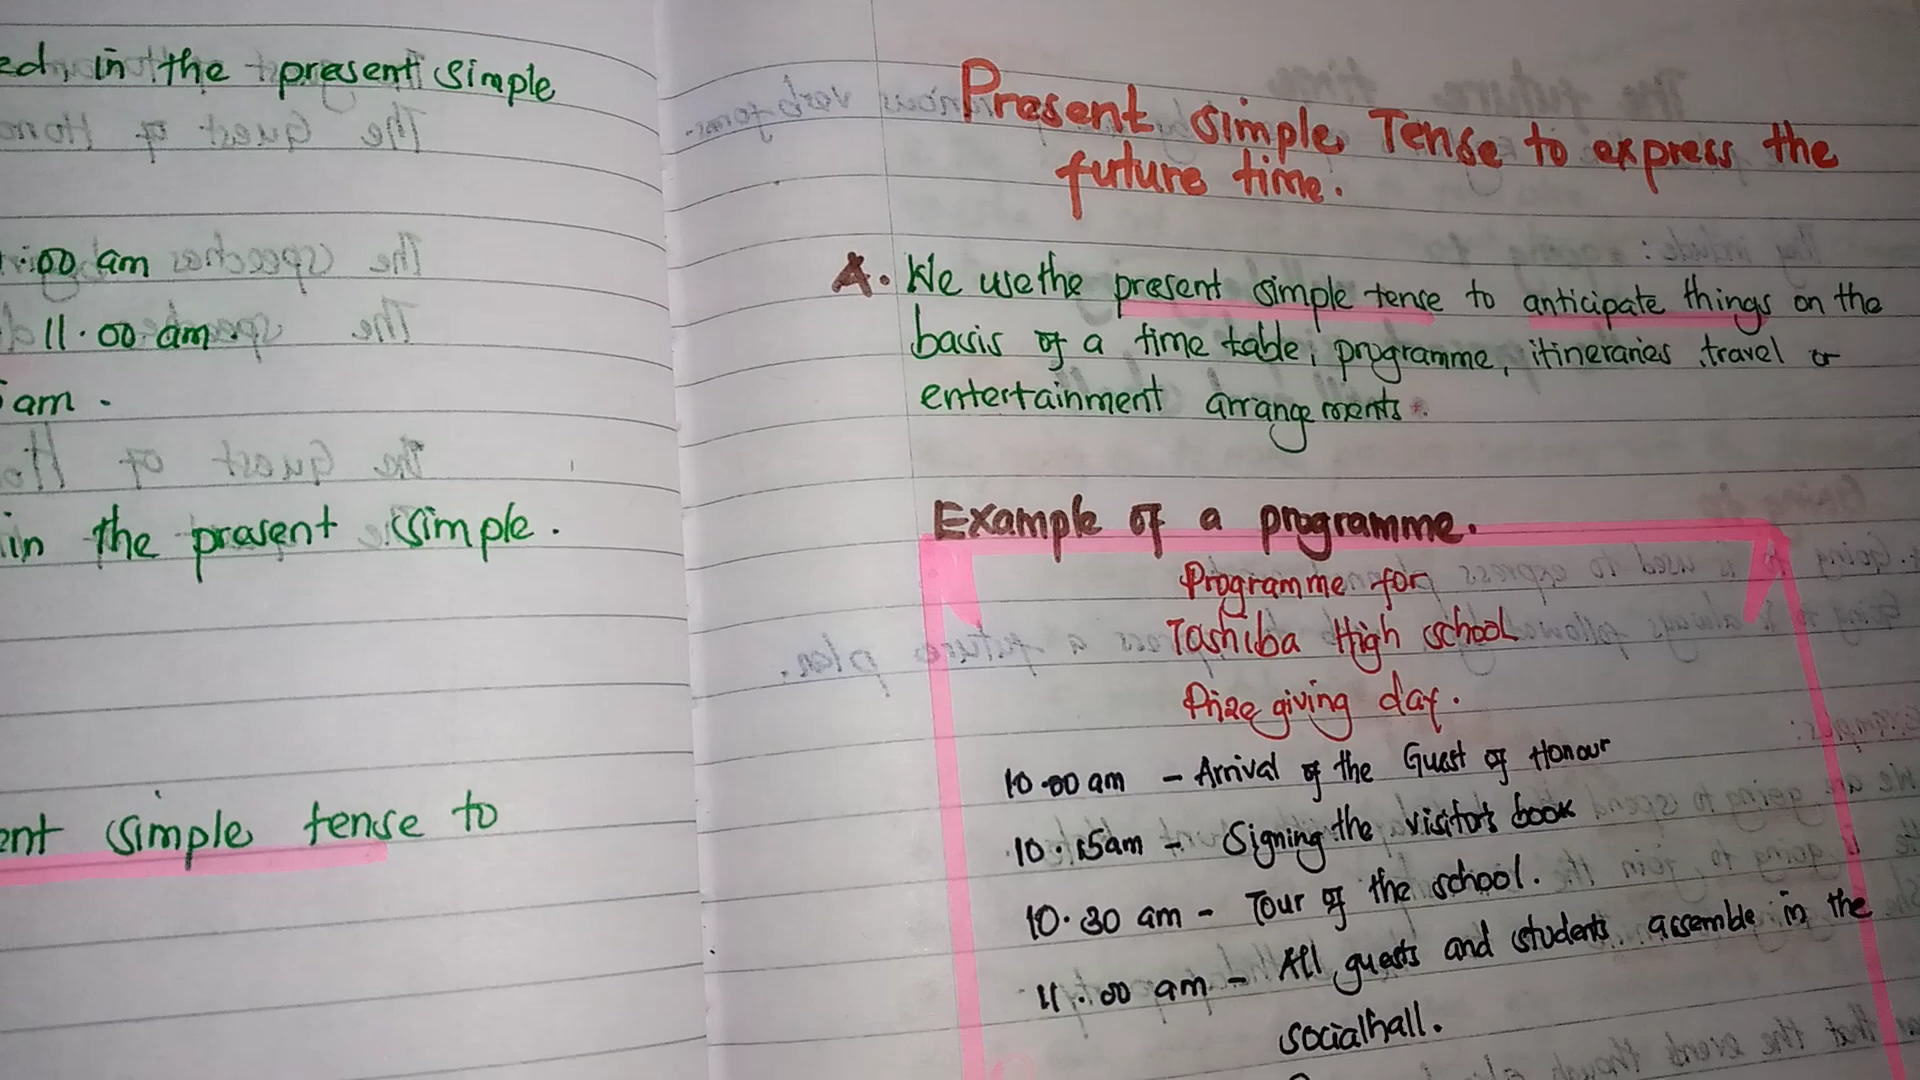 ed, in the present simple
:00 am
11.00 am
5 am.
in the present simple.
ent simple tense to
Present simple Tense to express the
future time.
A. We use the present simple tense to anticipate things on the
basis of a time table, programme, itineraries, travel or
entertainment arrangements.
Example of a programme.
Programme for
Tashiba High school
Prize giving day.
10.00 am - Arrival of the Guest of Honour
10.15am - Signing the visitor's book
10.30 am - Tour of the school.
11.00 am - All guests and students assemble in the
social hall.